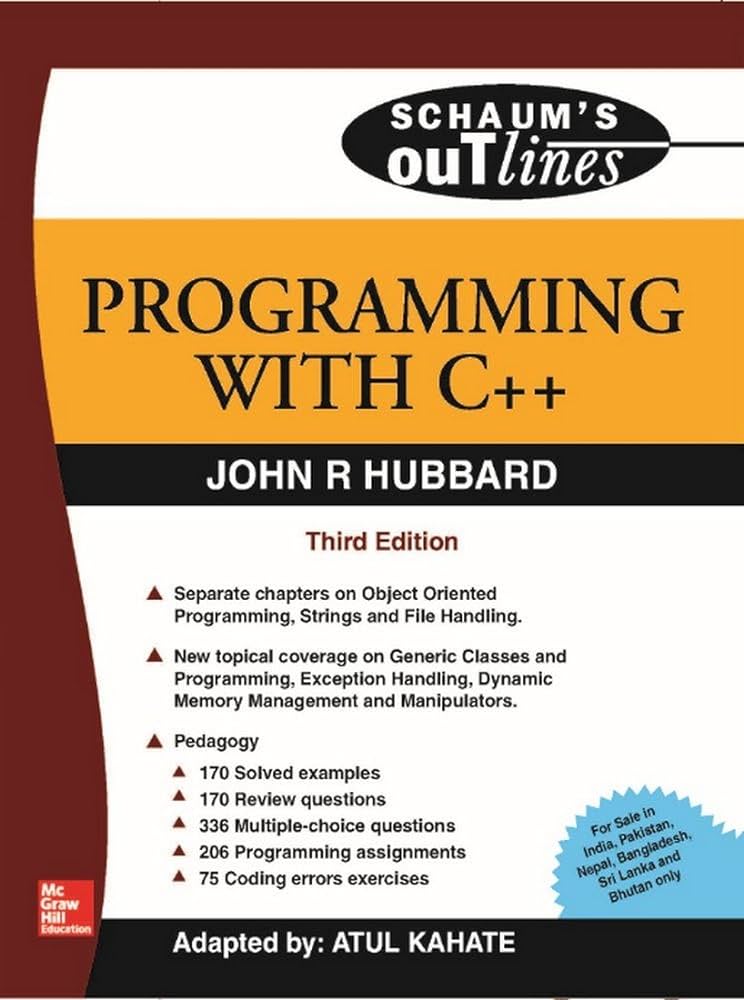 SCHAUM'S
ouTlines
PROGRAMMING
WITH C++
JOHN R HUBBARD
Third Edition
▲ Separate chapters on Object Oriented
Programming, Strings and File Handling.
▲ New topical coverage on Generic Classes and
Programming, Exception Handling, Dynamic
Memory Management and Manipulators.
▲ Pedagogy
▲ 170 Solved examples
▲ 170 Review questions
▲ 336 Multiple-choice questions
▲ 206 Programming assignments
▲ 75 Coding errors exercises
For Sale in
India, Pakistan,
Nepal, Bangladesh,
Sri Lanka and
Bhutan only
Mc
Graw
Hill
Education
Adapted by: ATUL KAHATE